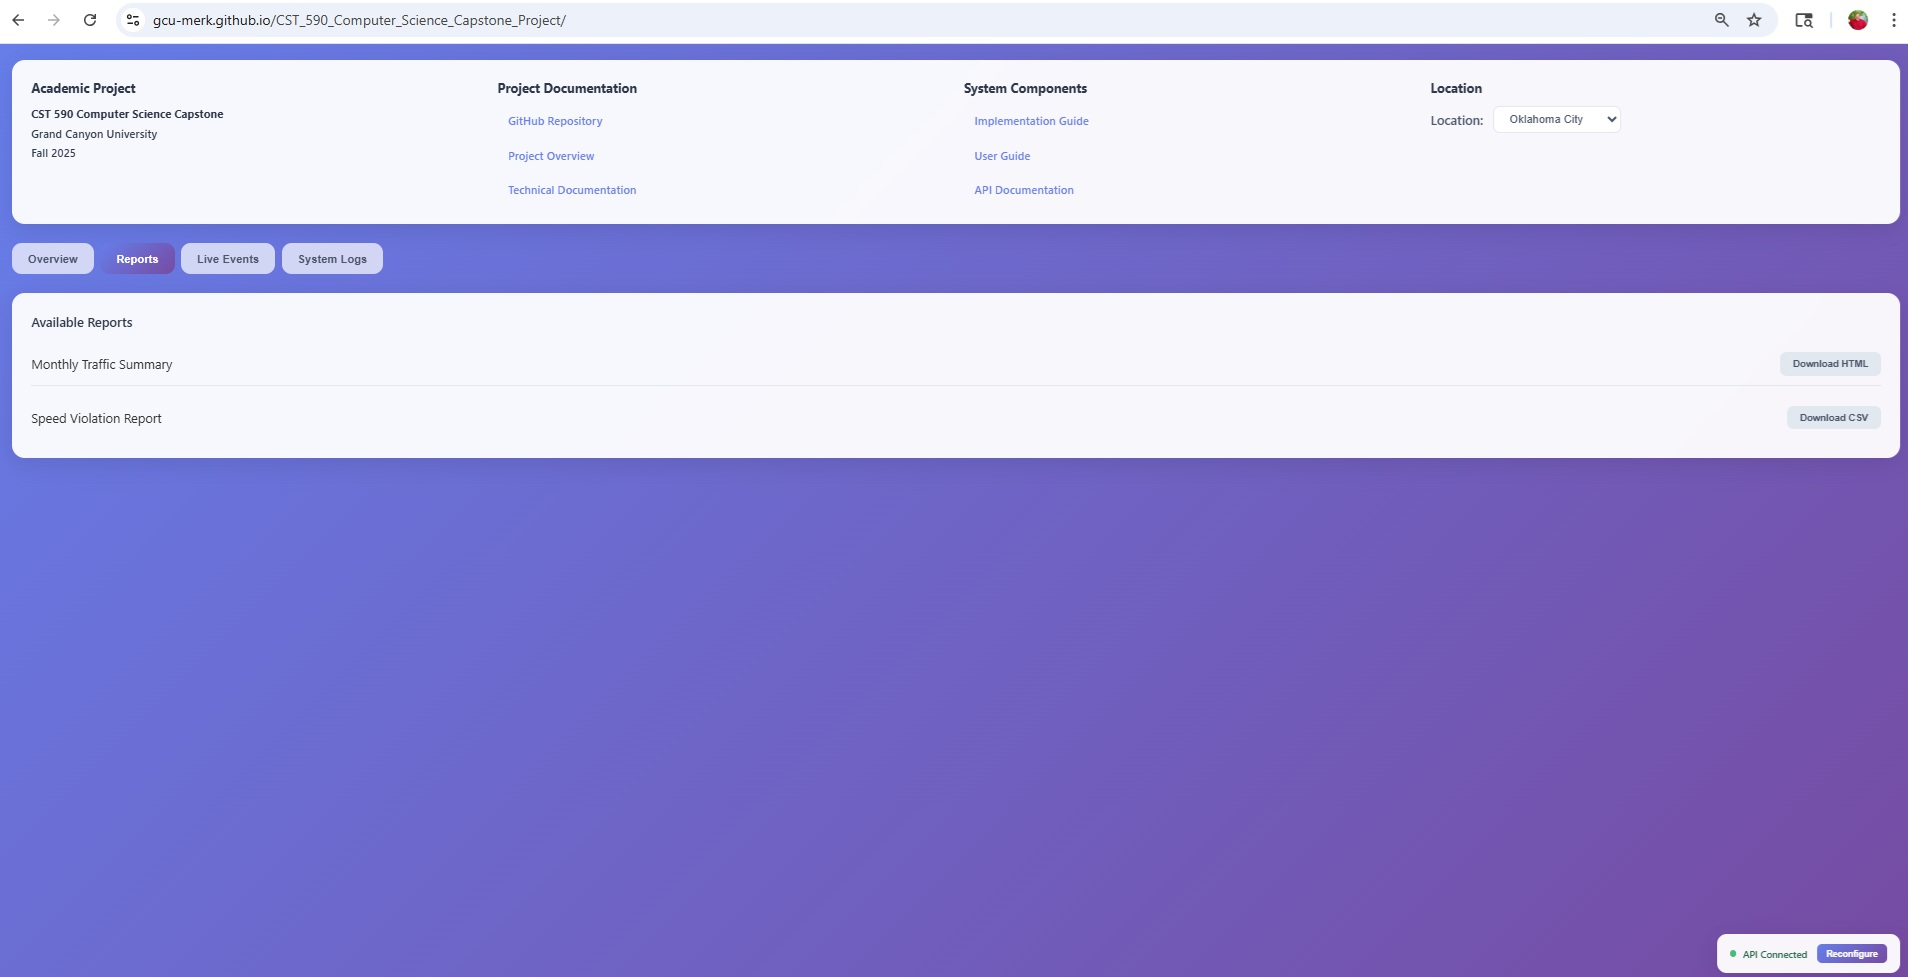 gcu-merk.github.io/CST_590_Computer_Science_Capstone_Project/
Academic Project
CST 590 Computer Science Capstone
Grand Canyon University
Fall 2025
Project Documentation
GitHub Repository
Project Overview
Technical Documentation
System Components
Implementation Guide
User Guide
API Documentation
Location
Location: Oklahoma City
Overview Reports Live Events System Logs
Available Reports
Monthly Traffic Summary Download HTML
Speed Violation Report Download CSV
API Connected Reconfigure